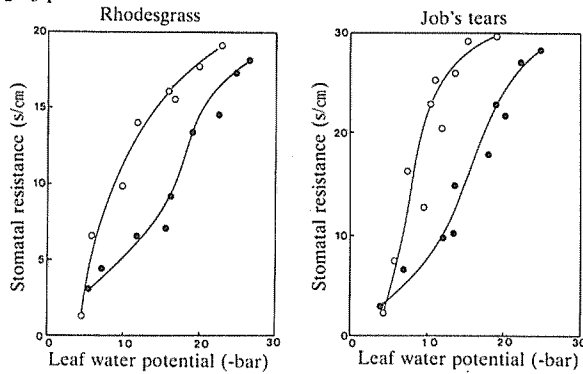 Rhodesgrass
Stomatal resistance (s/cm)
20
15
10
5
0
0
10
20
30
Leaf water potential (-bar)
Job's tears
Stomatal resistance (s/cm)
30
20
10
0
0
10
20
30
Leaf water potential (-bar)